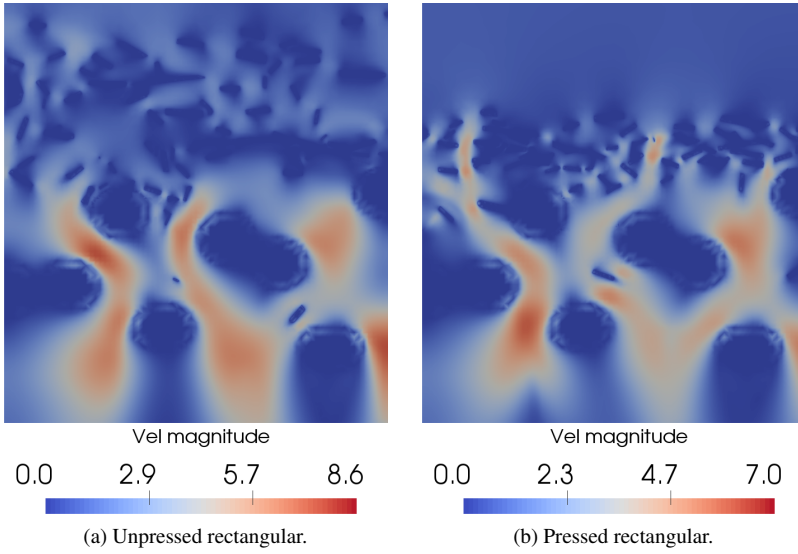 Vel magnitude
0.0 2.9 5.7 8.6
(a) Unpressed rectangular.
Vel magnitude
0.0 2.3 4.7 7.0
(b) Pressed rectangular.